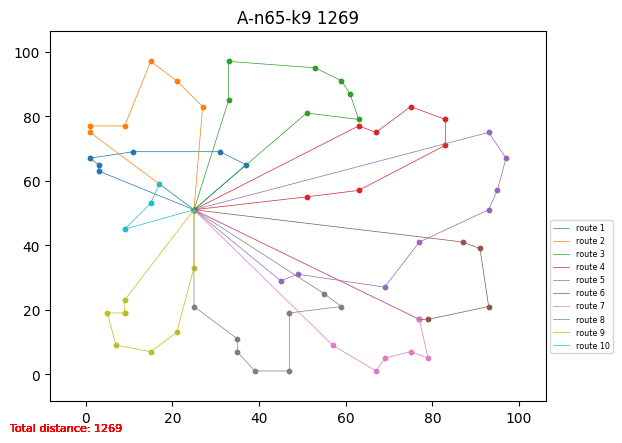 A-n65-k9 1269
100
80
60
40
20
0
0 20 40 60 80 100
route 1
route 2
route 3
route 4
route 5
route 6
route 7
route 8
route 9
route 10
Total distance: 1269